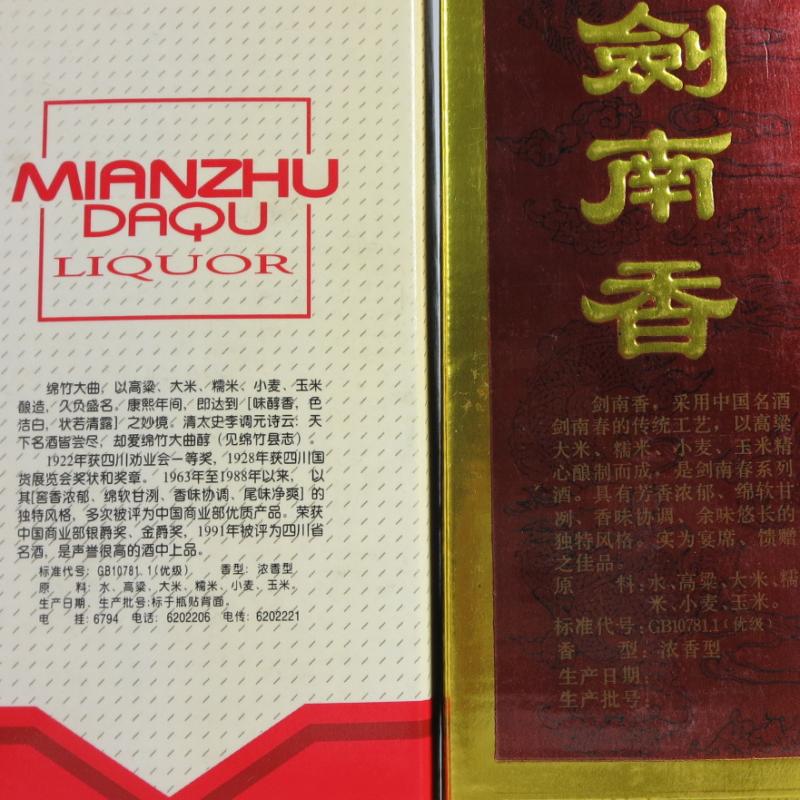 MIANZHU
DAQU
LIQUOR
绵竹大曲，以高粱、大米、糯米、小麦、玉米
酿造，久负盛名。康熙年间，即达到［味醇香，色
洁白，状若清露］之妙境。清太史李调元诗云：天
下名酒皆尝尽，却爱绵竹大曲醇（见绵竹县志）。
1922年获四川劝业会一等奖，1928年获四川国
货展览会奖状和奖章。1963年至1988年以来，以
其［窖香浓郁、绵软甘洌、香味协调、尾味净爽］的
独特风格，多次被评为中国商业部优质产品。荣获
中国商业部银爵奖、金爵奖，1991年被评为四川省
名酒，是声誉很高的酒中上品。
标准代号：GB10781.1（优级） 香型：浓香型
原 料：水、高粱、大米、糯米、小麦、玉米。
生产日期、生产批号：标于瓶贴背面。
电 挂：6794 电话：6202206 电传：6202221
劍南香
剑南香，采用中国名酒
剑南春的传统工艺，以高粱
大米、糯米、小麦、玉米精
心酿制而成，是剑南春系列
酒。具有芳香浓郁、绵软甘
洌、香味协调、余味悠长的
独特风格。实为宴席、馈赠
之佳品。
原 料：水、高粱、大米、糯
米、小麦、玉米。
标准代号：GB10781.1（优级）
香 型：浓香型
生产日期：
生产批号：